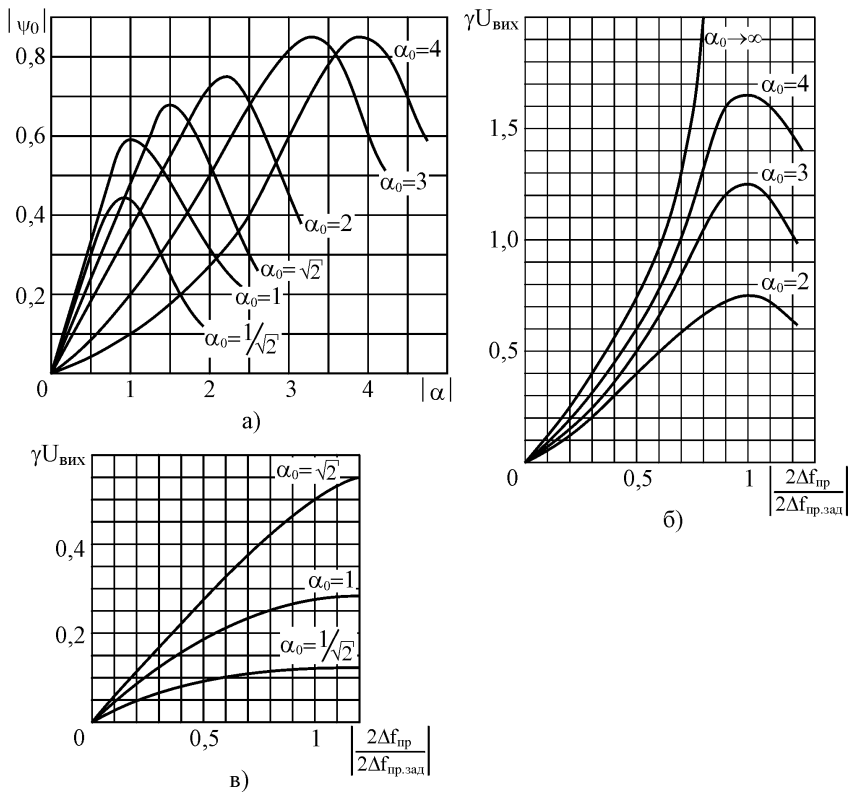 |ψ₀|
0,8
0,6
0,4
0,2
0
1
2
3
4
|α|
α₀=4
α₀=3
α₀=2
α₀=√2
α₀=1
α₀=1/√2
а)
γUвих
1,5
1,0
0,5
0
0,5
1
|2Δfпр / 2Δfпр.зад|
α₀→∞
α₀=4
α₀=3
α₀=2
б)
γUвих
0,4
0,2
0
0,5
1
|2Δfпр / 2Δfпр.зад|
α₀=√2
α₀=1
α₀=1/√2
в)